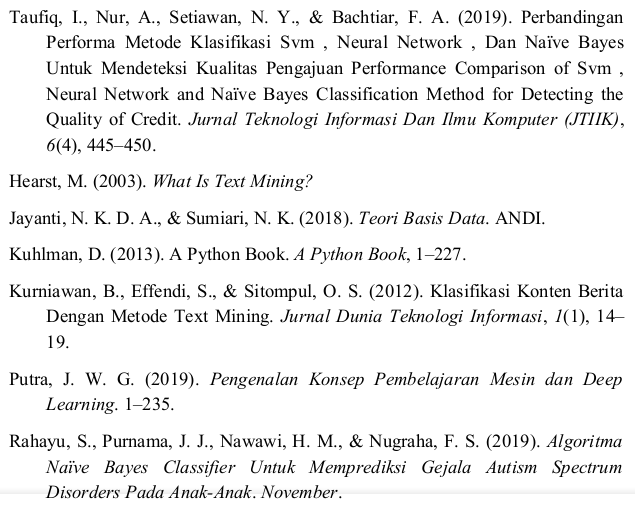 Taufiq, I., Nur, A., Setiawan, N. Y., & Bachtiar, F. A. (2019). Perbandingan
Performa Metode Klasifikasi Svm , Neural Network , Dan Naïve Bayes
Untuk Mendeteksi Kualitas Pengajuan Performance Comparison of Svm ,
Neural Network and Naïve Bayes Classification Method for Detecting the
Quality of Credit. Jurnal Teknologi Informasi Dan Ilmu Komputer (JTIIK),
6(4), 445–450.
Hearst, M. (2003). What Is Text Mining?
Jayanti, N. K. D. A., & Sumiari, N. K. (2018). Teori Basis Data. ANDI.
Kuhlman, D. (2013). A Python Book. A Python Book, 1–227.
Kurniawan, B., Effendi, S., & Sitompul, O. S. (2012). Klasifikasi Konten Berita
Dengan Metode Text Mining. Jurnal Dunia Teknologi Informasi, 1(1), 14–
19.
Putra, J. W. G. (2019). Pengenalan Konsep Pembelajaran Mesin dan Deep
Learning. 1–235.
Rahayu, S., Purnama, J. J., Nawawi, H. M., & Nugraha, F. S. (2019). Algoritma
Naïve Bayes Classifier Untuk Memprediksi Gejala Autism Spectrum
Disorders Pada Anak-Anak. November.